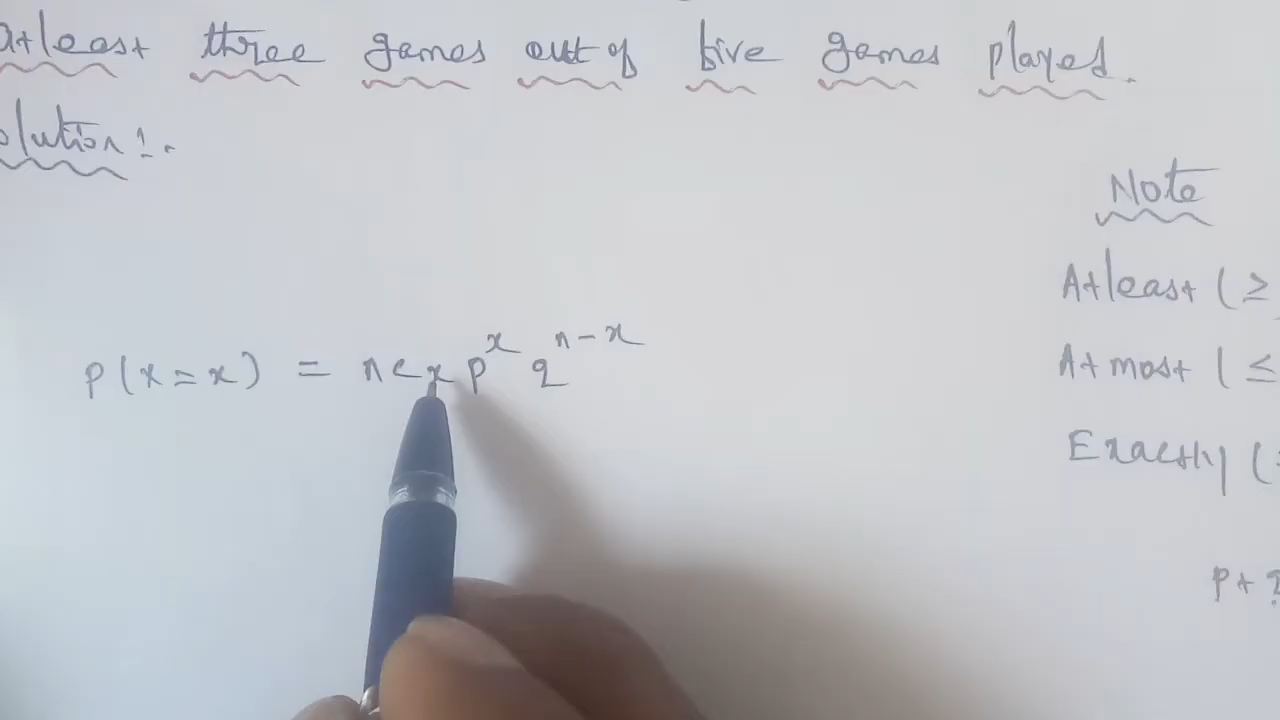 atleast three games out of five games played.
olution :-
Note
Atleast ( ≥
P(x=x) = ncx p^x q^n-x
Atmost ( ≤
Exactly (
p+q